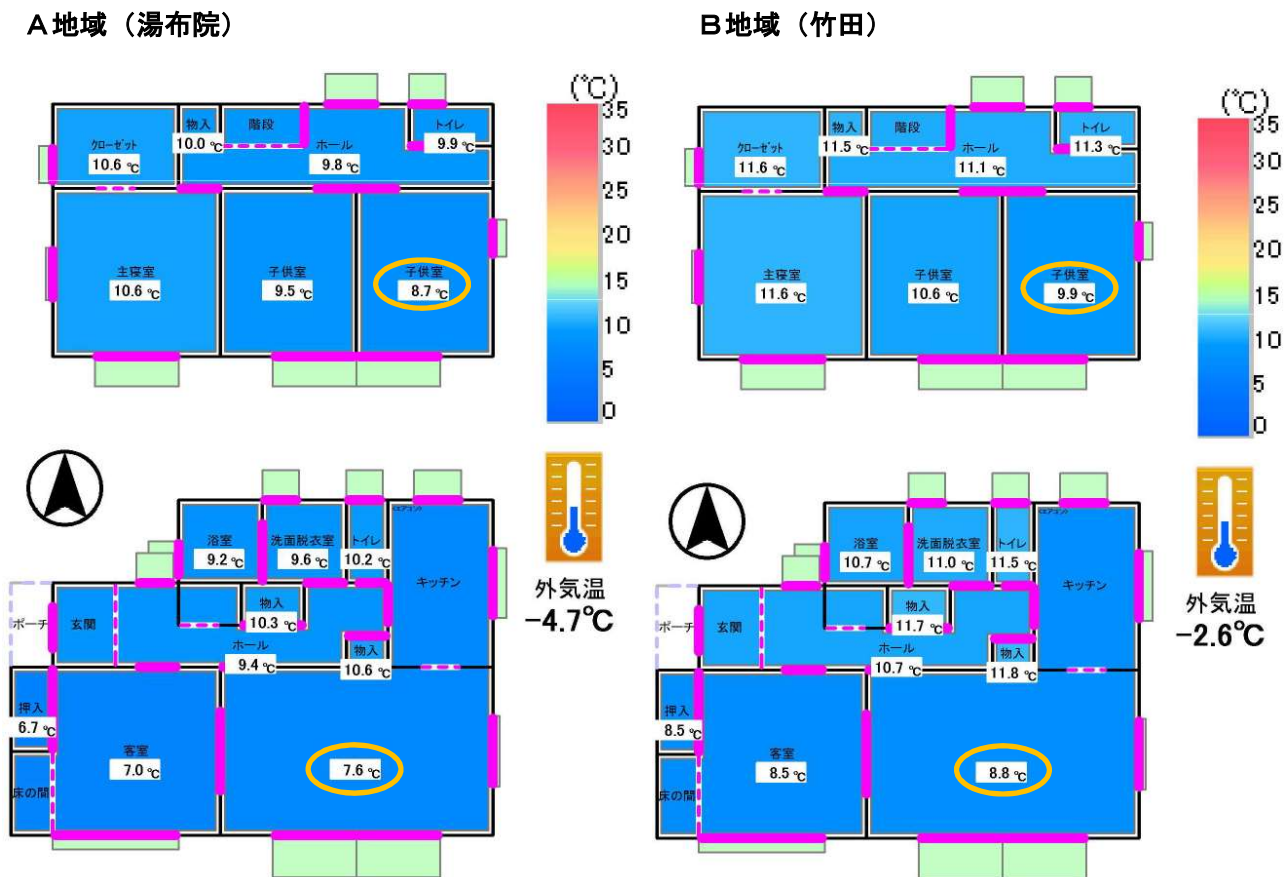 A地域（湯布院）
B地域（竹田）
(℃)
35
30
25
20
15
10
5
0
クローゼット
10.6 ℃
物入
10.0 ℃
階段
ホール
9.8 ℃
トイレ
9.9 ℃
主寝室
10.6 ℃
子供室
9.5 ℃
子供室
8.7 ℃
(℃)
35
30
25
20
15
10
5
0
クローゼット
11.6 ℃
物入
11.5 ℃
階段
ホール
11.1 ℃
トイレ
11.3 ℃
主寝室
11.6 ℃
子供室
10.6 ℃
子供室
9.9 ℃
浴室
9.2 ℃
洗面脱衣室
9.6 ℃
トイレ
10.2 ℃
キッチン
物入
10.3 ℃
ポーチ
玄関
ホール
9.4 ℃
物入
10.6 ℃
押入
6.7 ℃
客室
7.0 ℃
7.6 ℃
床の間
外気温
-4.7℃
浴室
10.7 ℃
洗面脱衣室
11.0 ℃
トイレ
11.5 ℃
キッチン
物入
11.7 ℃
ポーチ
玄関
ホール
10.7 ℃
物入
11.8 ℃
押入
8.5 ℃
客室
8.5 ℃
8.8 ℃
床の間
外気温
-2.6℃